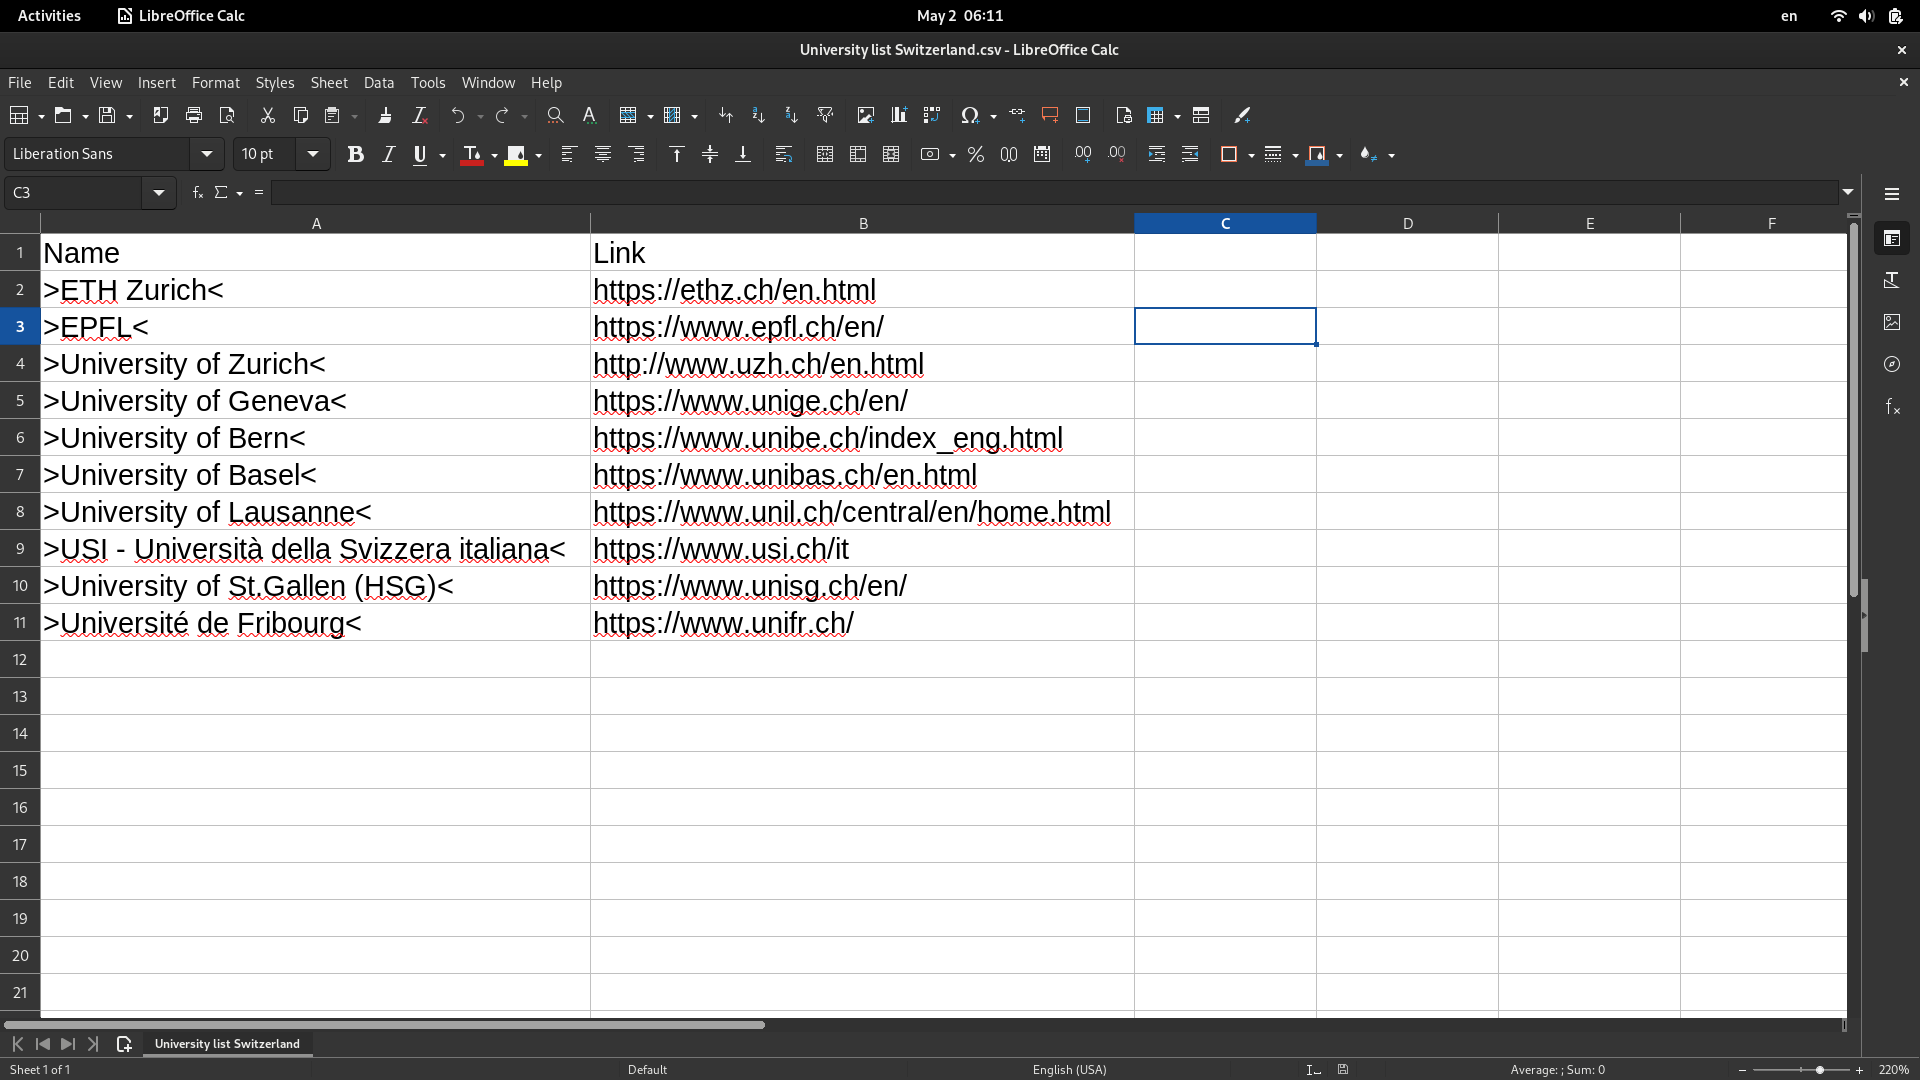 Activities LibreOffice Calc May 2 06:11 en
University list Switzerland.csv - LibreOffice Calc
File Edit View Insert Format Styles Sheet Data Tools Window Help
Liberation Sans 10 pt
C3
A B C D E F
1 Name Link
2 >ETH Zurich< https://ethz.ch/en.html
3 >EPFL< https://www.epfl.ch/en/
4 >University of Zurich< http://www.uzh.ch/en.html
5 >University of Geneva< https://www.unige.ch/en/
6 >University of Bern< https://www.unibe.ch/index_eng.html
7 >University of Basel< https://www.unibas.ch/en.html
8 >University of Lausanne< https://www.unil.ch/central/en/home.html
9 >USI - Università della Svizzera italiana< https://www.usi.ch/it
10 >University of St.Gallen (HSG)< https://www.unisg.ch/en/
11 >Université de Fribourg< https://www.unifr.ch/
12
13
14
15
16
17
18
19
20
21
University list Switzerland
Sheet 1 of 1 Default English (USA) Average: ; Sum: 0 220%